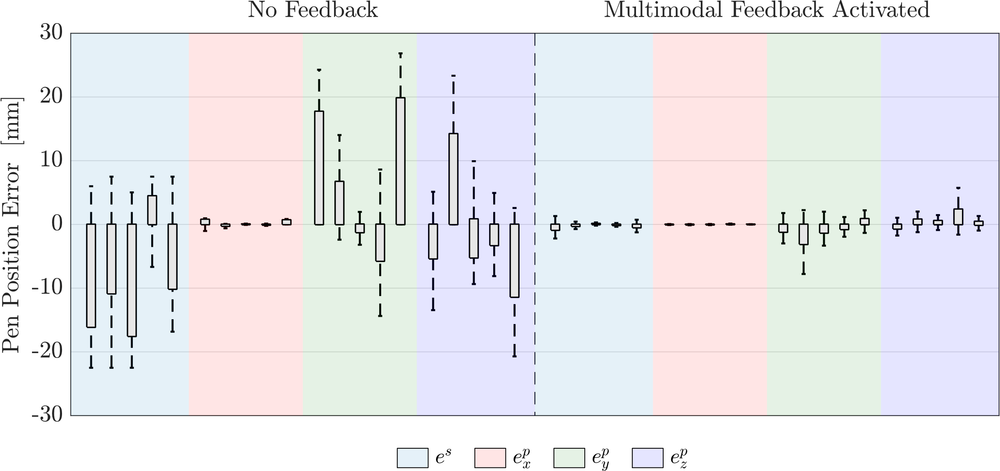 No Feedback Multimodal Feedback Activated
30
20
10
0
-10
-20
-30
Pen Position Error [mm]
e^s e_x^p e_y^p e_z^p